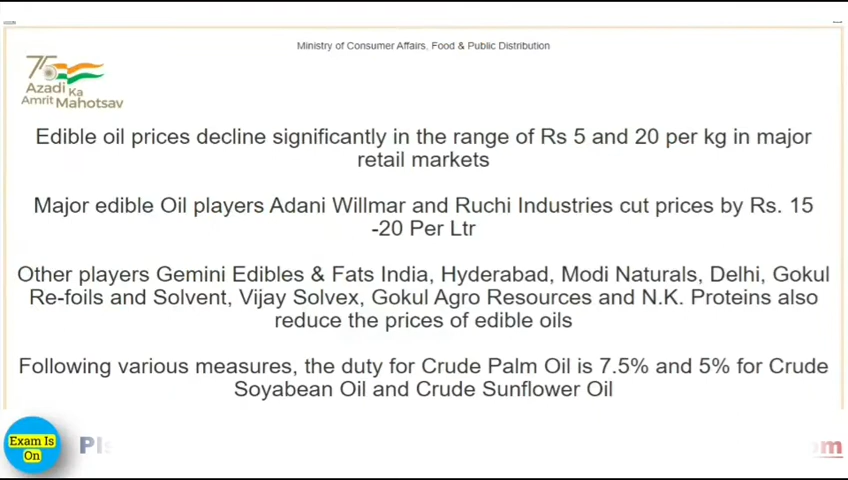 Ministry of Consumer Affairs, Food & Public Distribution
75
Azadi Ka
Amrit Mahotsav
Edible oil prices decline significantly in the range of Rs 5 and 20 per kg in major
retail markets
Major edible Oil players Adani Willmar and Ruchi Industries cut prices by Rs. 15
-20 Per Ltr
Other players Gemini Edibles & Fats India, Hyderabad, Modi Naturals, Delhi, Gokul
Re-foils and Solvent, Vijay Solvex, Gokul Agro Resources and N.K. Proteins also
reduce the prices of edible oils
Following various measures, the duty for Crude Palm Oil is 7.5% and 5% for Crude
Soyabean Oil and Crude Sunflower Oil
Exam Is
On